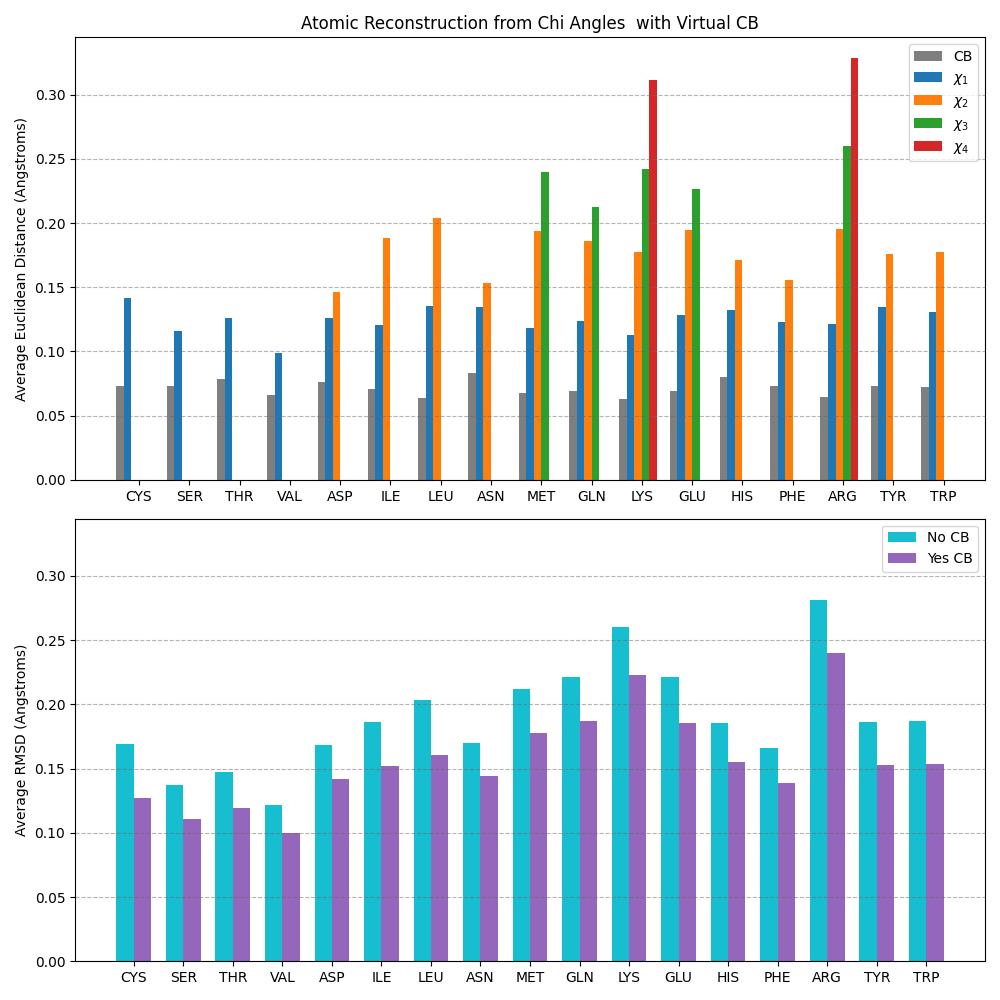 Atomic Reconstruction from Chi Angles  with Virtual CB
Average Euclidean Distance (Angstroms)
0.30
0.25
0.20
0.15
0.10
0.05
0.00
CB
χ₁
χ₂
χ₃
χ₄
CYS SER THR VAL ASP ILE LEU ASN MET GLN LYS GLU HIS PHE ARG TYR TRP
Average RMSD (Angstroms)
0.30
0.25
0.20
0.15
0.10
0.05
0.00
No CB
Yes CB
CYS SER THR VAL ASP ILE LEU ASN MET GLN LYS GLU HIS PHE ARG TYR TRP